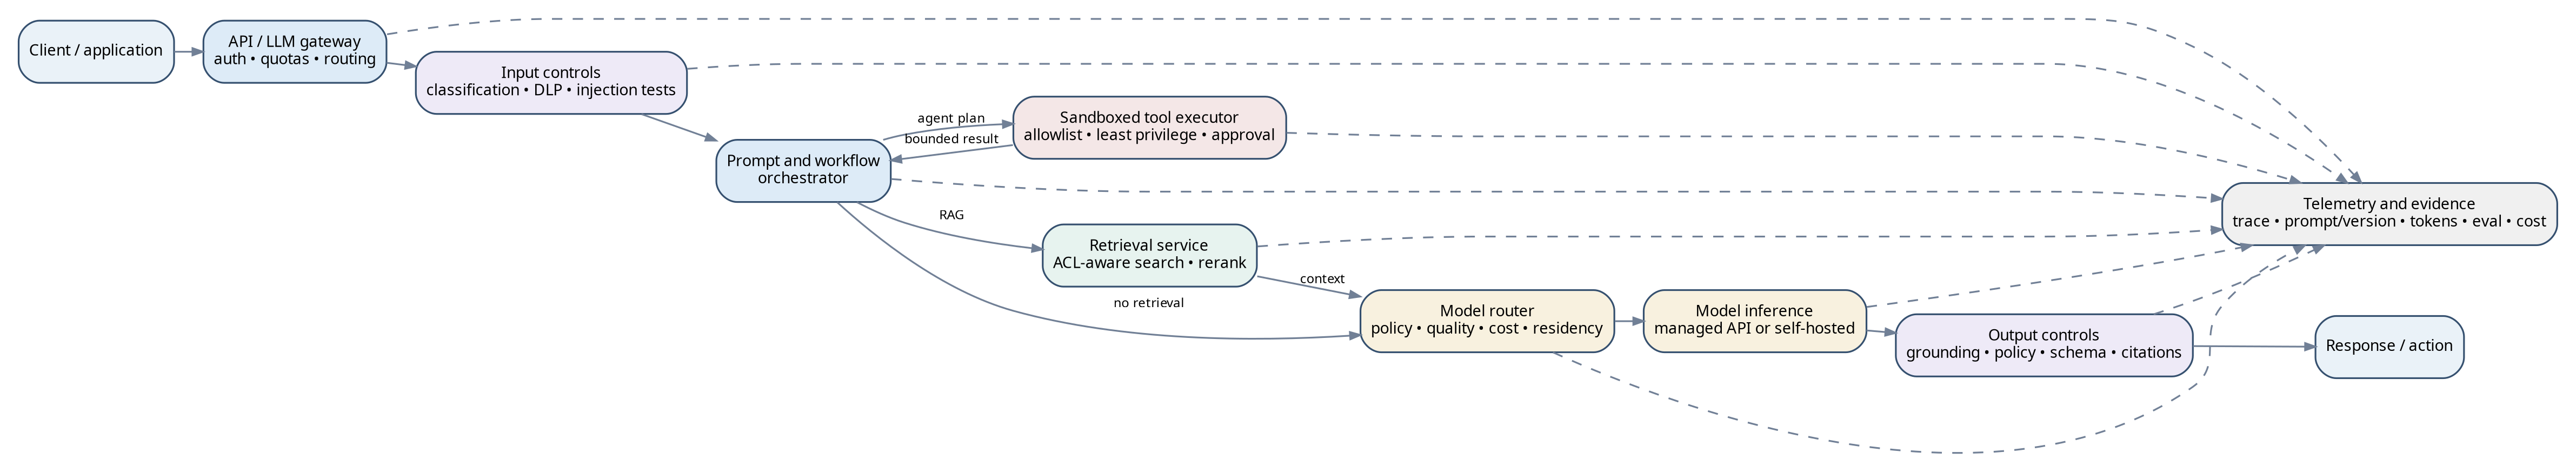 Client / application
API / LLM gateway
auth • quotas • routing
Input controls
classification • DLP • injection tests
Prompt and workflow
orchestrator
agent plan
bounded result
Sandboxed tool executor
allowlist • least privilege • approval
RAG
Retrieval service
ACL-aware search • rerank
context
no retrieval
Model router
policy • quality • cost • residency
Model inference
managed API or self-hosted
Output controls
grounding • policy • schema • citations
Telemetry and evidence
trace • prompt/version • tokens • eval • cost
Response / action